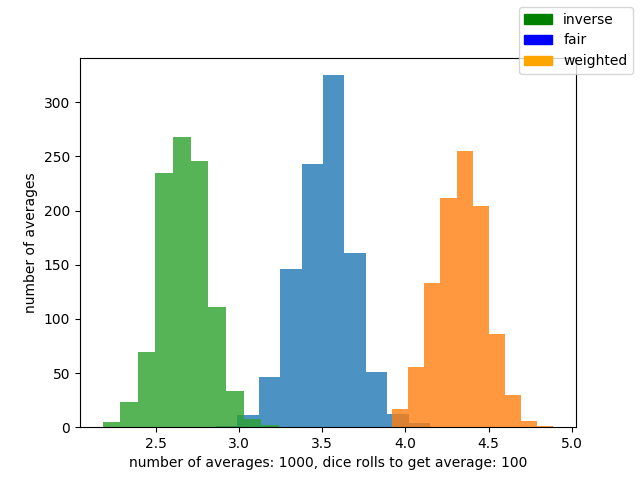 inverse
fair
weighted
300
250
200
150
100
50
0
number of averages
2.5 3.0 3.5 4.0 4.5 5.0
number of averages: 1000, dice rolls to get average: 100